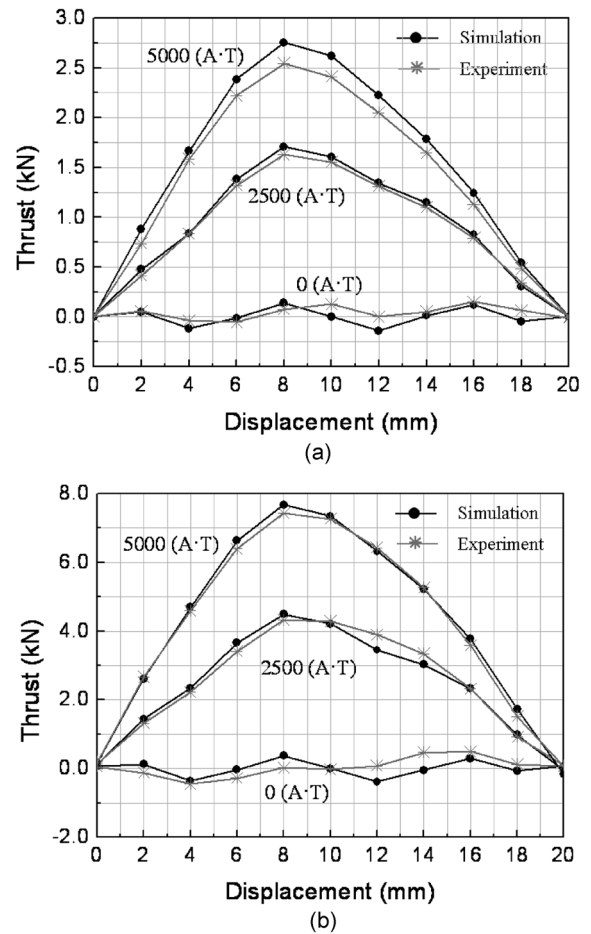 3.0
2.5
2.0
1.5
1.0
0.5
0.0
-0.5
Thrust (kN)
5000 (A·T)
2500 (A·T)
0 (A·T)
Simulation
Experiment
0 2 4 6 8 10 12 14 16 18 20
Displacement (mm)
(a)
8.0
6.0
4.0
2.0
0.0
-2.0
Thrust (kN)
5000 (A·T)
2500 (A·T)
0 (A·T)
Simulation
Experiment
0 2 4 6 8 10 12 14 16 18 20
Displacement (mm)
(b)